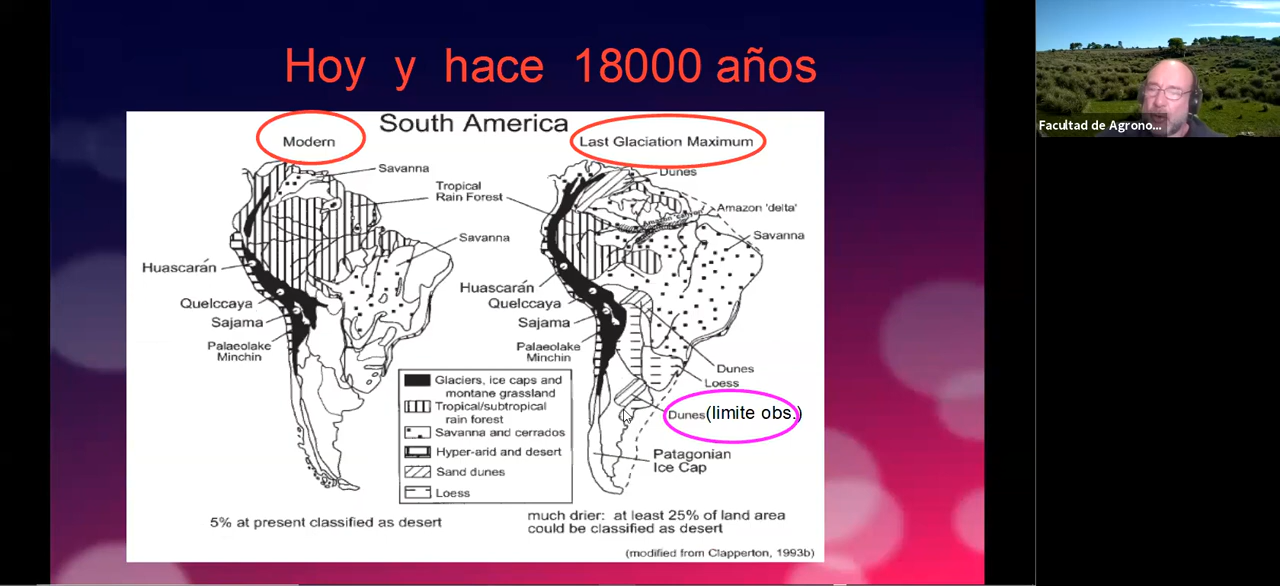 Hoy y hace 18000 años
South America
Modern
Last Glaciation Maximum
Savanna
Tropical
Rain Forest
Savanna
Huascarán
Quelccaya
Sajama
Palaeolake
Minchin
Dunes
Amazon 'delta'
Savanna
Huascarán
Quelccaya
Sajama
Palaeolake
Minchin
Dunes
Loess
Dunes(limite obs.)
Patagonian
Ice Cap
Glaciers, ice caps and
montane grassland
Tropical/subtropical
rain forest
Savanna and cerrados
Hyper-arid and desert
Sand dunes
Loess
5% at present classified as desert
much drier: at least 25% of land area
could be classified as desert
(modified from Clapperton, 1993b)
Facultad de Agrono...